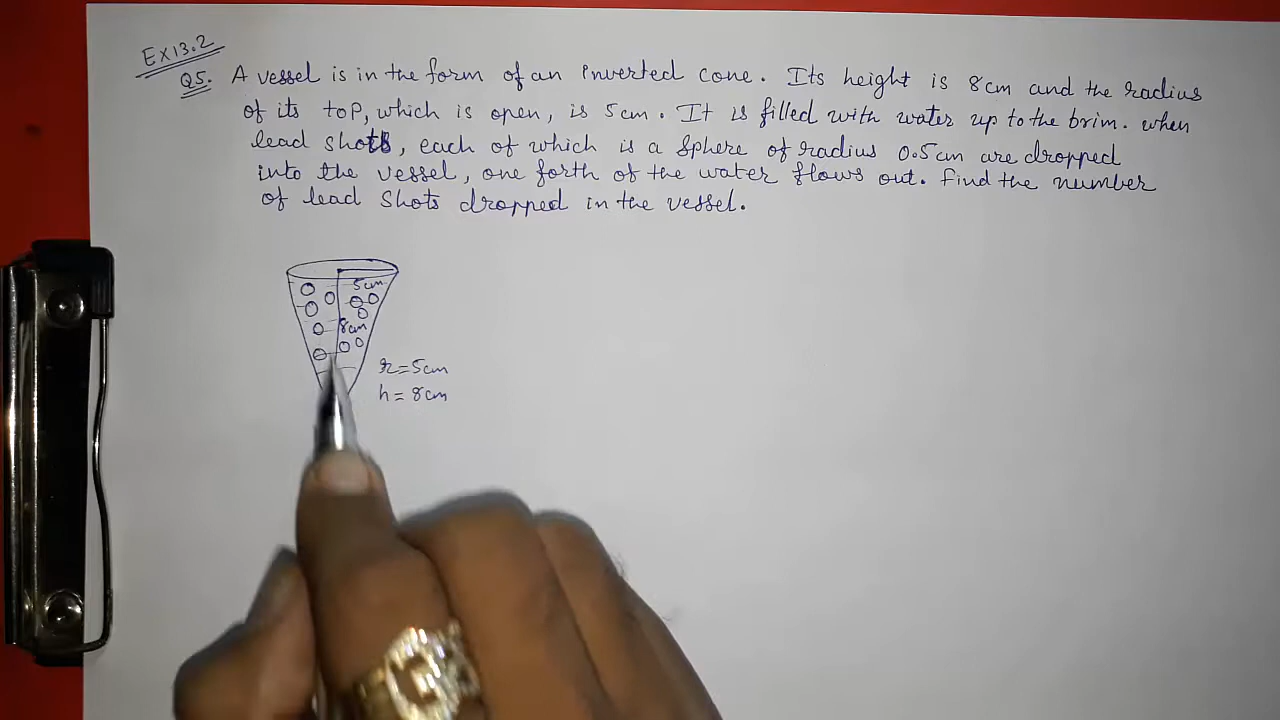 Ex13.2
Q5. A vessel is in the form of an inverted cone. Its height is 8cm and the radius
of its top, which is open, is 5cm. It is filled with water up to the brim. when
lead shots, each of which is a sphere of radius 0.5cm are dropped
into the vessel, one forth of the water flows out. Find the number
of lead shots dropped in the vessel.
5cm
8cm
r=5cm
h=8cm